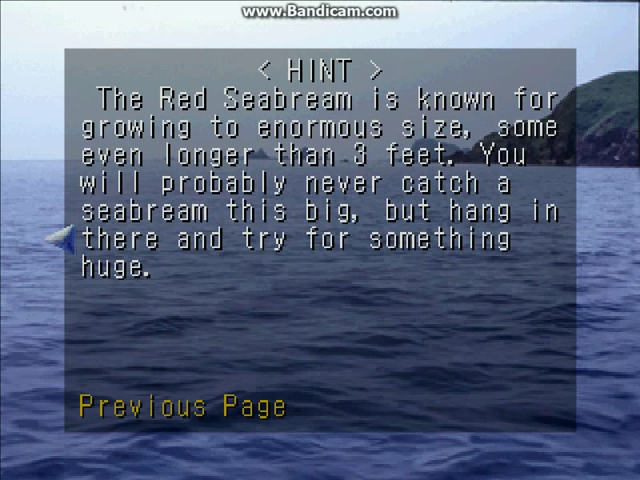 www.Bandicam.com
< HINT >
The Red Seabream is known for
growing to enormous size, some
even longer than 3 feet. You
will probably never catch a
seabream this big, but hang in
there and try for something
huge.
Previous Page